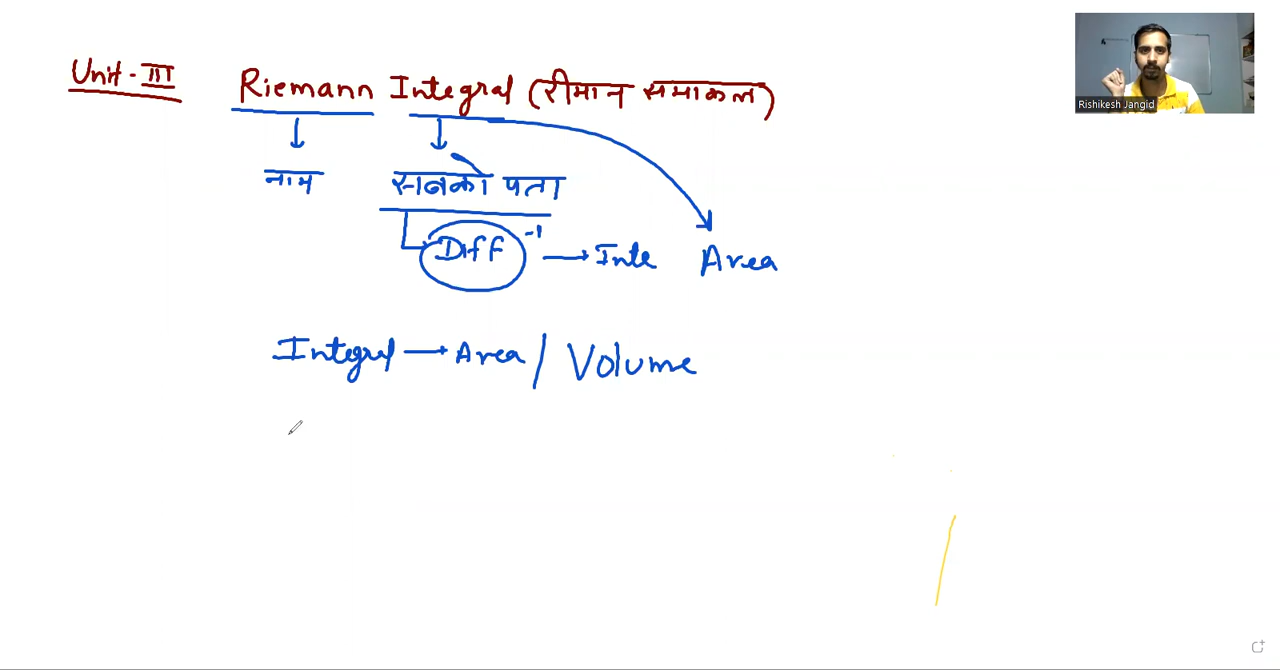 Unit - III Riemann Integral (रीमान समाकल)
Rishikesh Jangid
नाम सबको पता
Diff⁻¹ → Inte Area
Integral → Area / Volume